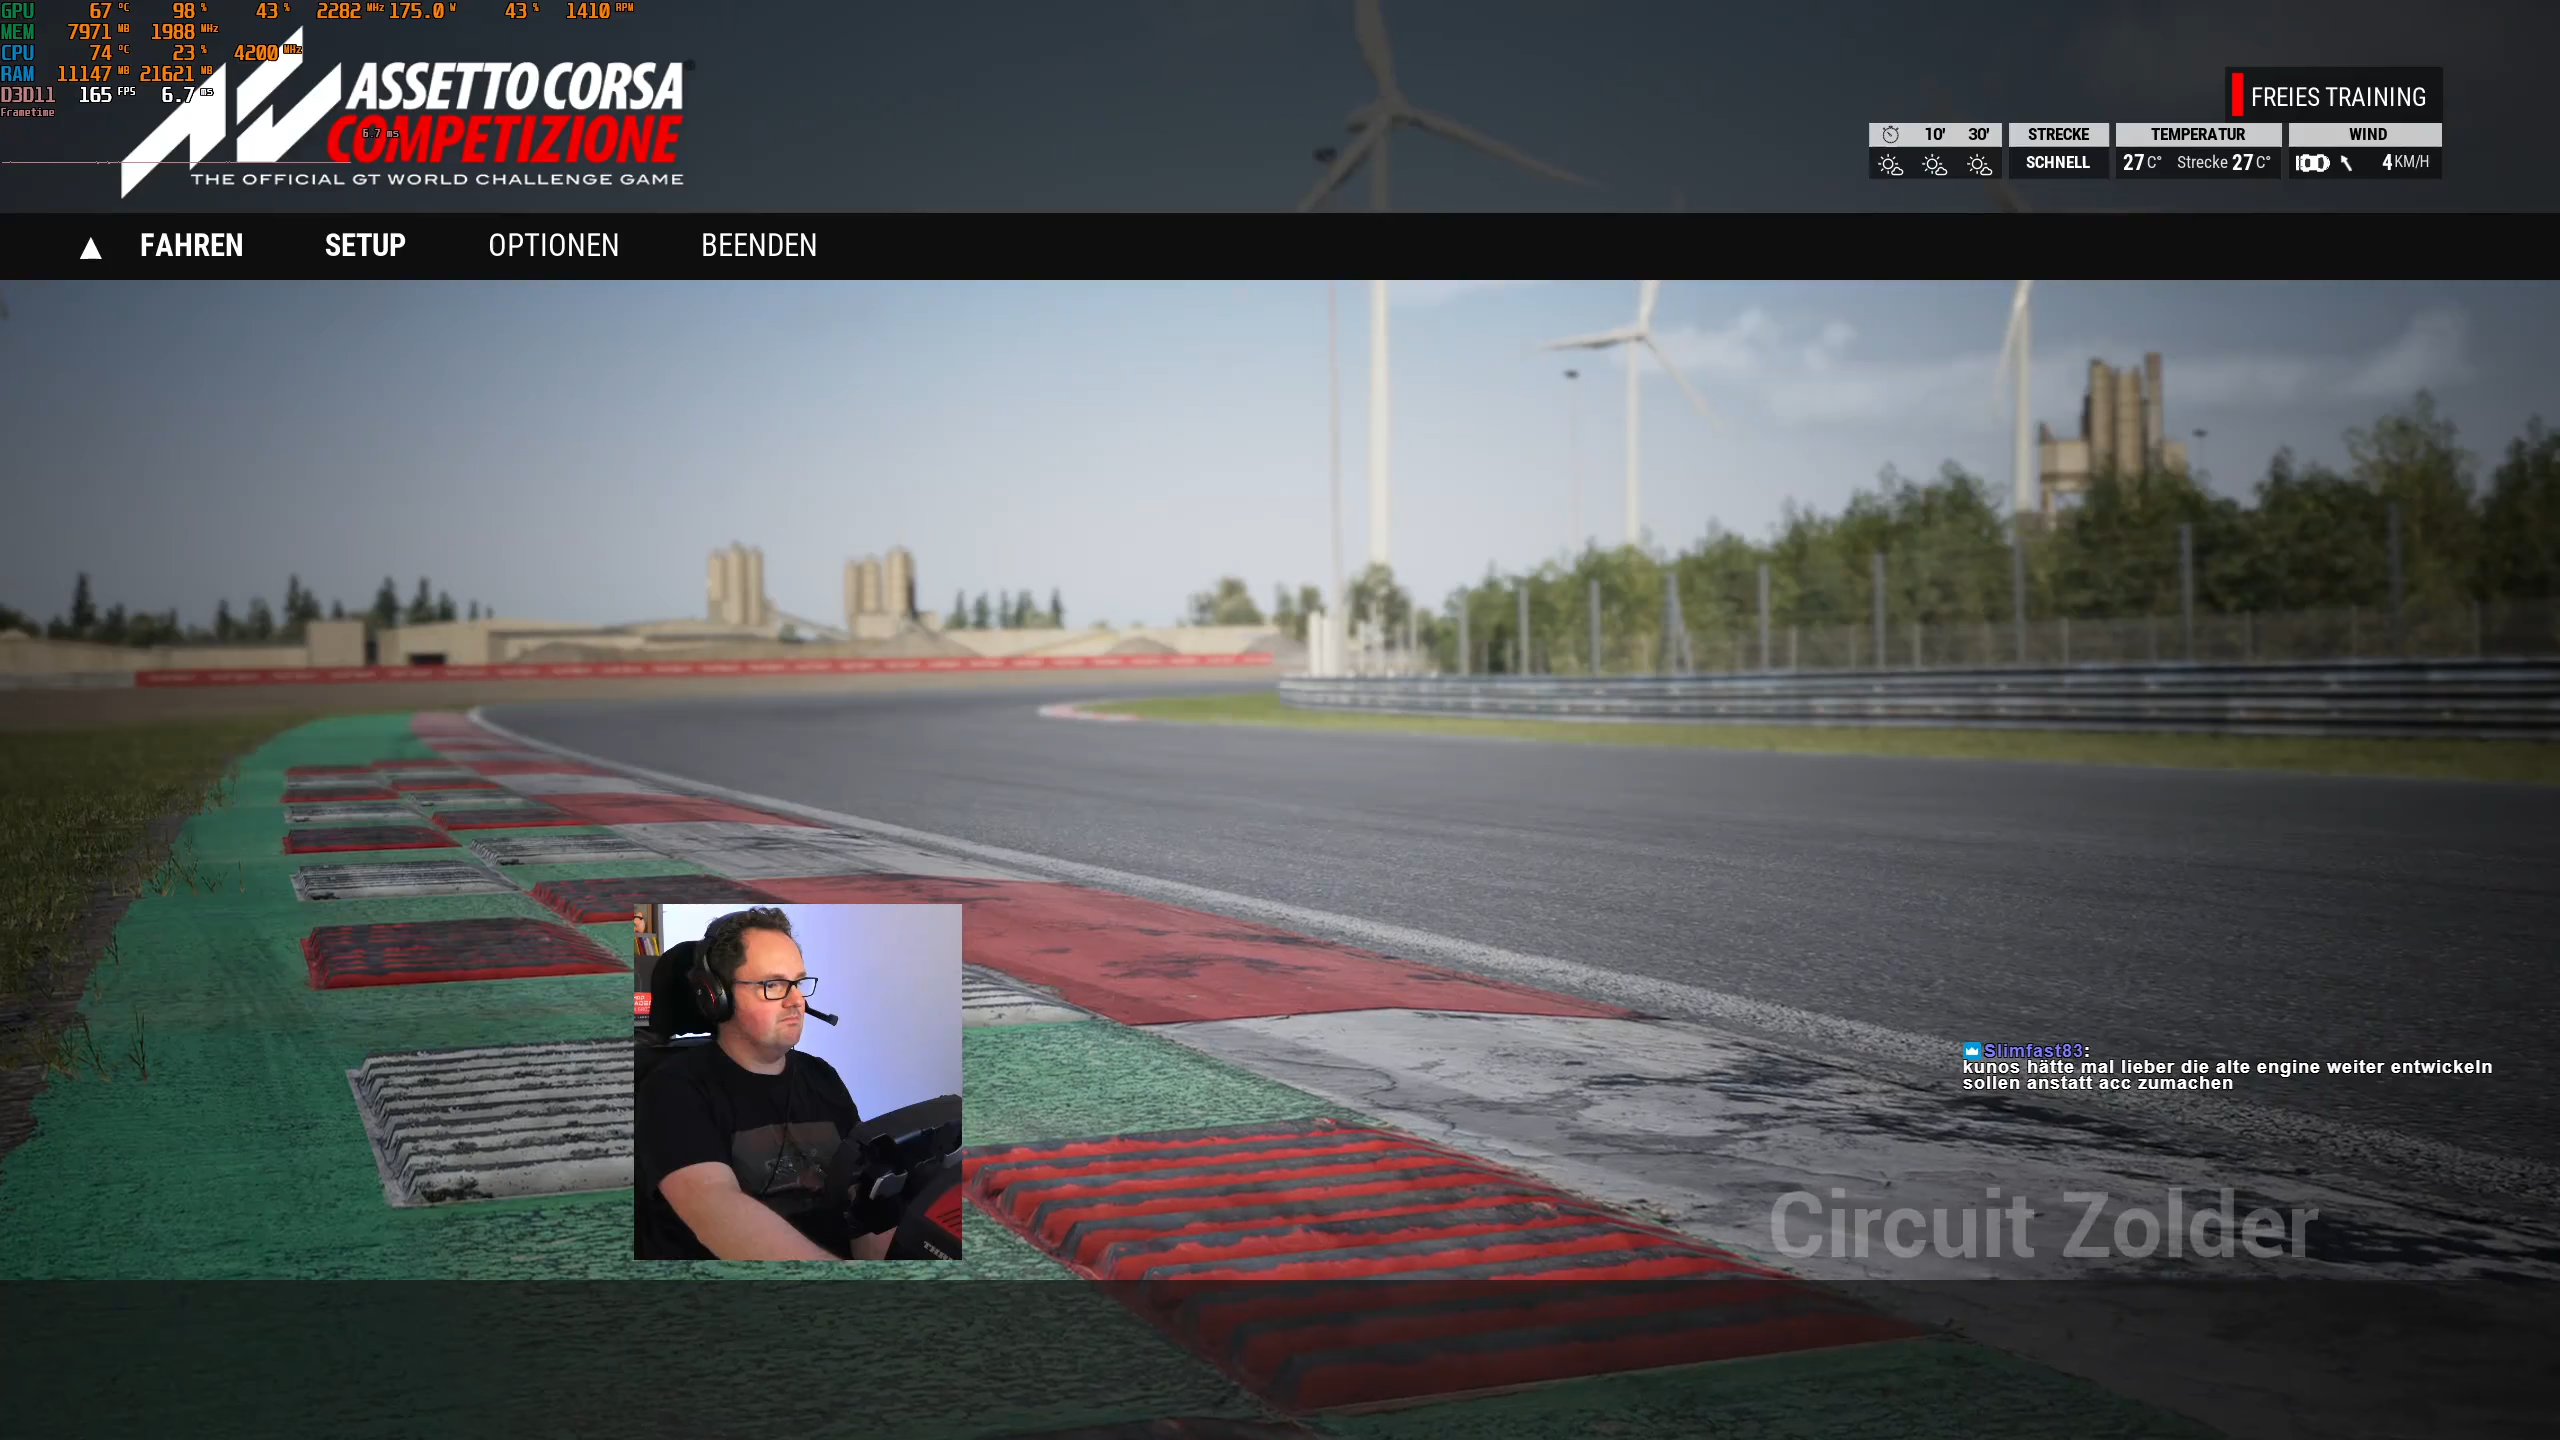 GPU 67 °C 98 % 43 % 2282 MHz 175.0 W 43 % 1410 RPM
MEM 7971 MB 1988 MHz
CPU 74 °C 23 % 4200 MHz
RAM 11147 MB 21621 MB
D3D11 165 FPS 6.7 ms
Frametime
6.7 ms
ASSETTO CORSA
COMPETIZIONE
THE OFFICIAL GT WORLD CHALLENGE GAME
FREIES TRAINING
10' 30' STRECKE TEMPERATUR WIND
SCHNELL 27 C° Strecke 27 C° 4 KM/H
FAHREN SETUP OPTIONEN BEENDEN
Slimfast83:
kunos hätte mal lieber die alte engine weiter entwickeln
sollen anstatt acc zumachen
Circuit Zolder